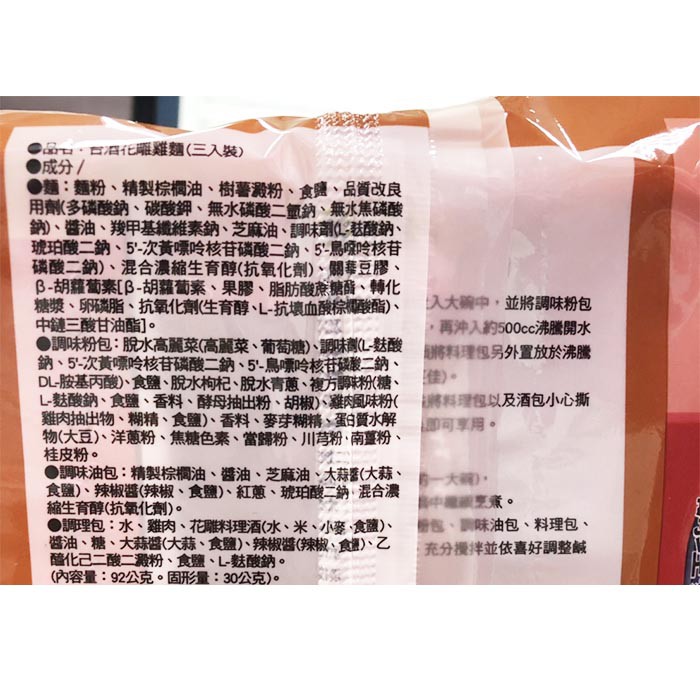 ●品名：台酒花雕雞麵(三入裝)
●成分/
●麵：麵粉、精製棕櫚油、樹薯澱粉、食鹽、品質改良
用劑(多磷酸鈉、碳酸鉀、無水磷酸二氫鈉、無水焦磷酸
鈉)、醬油、羧甲基纖維素鈉、芝麻油、調味劑(L-麩酸鈉、
琥珀酸二鈉、5'-次黃嘌呤核苷磷酸二鈉、5'-鳥嘌呤核苷
磷酸二鈉)、混合濃縮生育醇(抗氧化劑)、關華豆膠、
β-胡蘿蔔素[β-胡蘿蔔素、果膠、脂肪酸蔗糖酯、轉化
糖漿、卵磷脂、抗氧化劑(生育醇、L-抗壞血酸棕櫚酸酯)、
中鏈三酸甘油酯]。
●調味粉包：脫水高麗菜(高麗菜、葡萄糖)、調味劑(L-麩酸
鈉、5'-次黃嘌呤核苷磷酸二鈉、5'-鳥嘌呤核苷磷酸二鈉、
DL-胺基丙酸)、食鹽、脫水枸杞、脫水青蔥、複方調味粉(糖、
L-麩酸鈉、食鹽、香料、酵母抽出粉、胡椒)、雞肉風味粉(
雞肉抽出物、糊精、食鹽)、香料、麥芽糊精、蛋白質水解
物(大豆)、洋蔥粉、焦糖色素、當歸粉、川芎粉、南薑粉、
桂皮粉。
●調味油包：精製棕櫚油、醬油、芝麻油、大蒜醬(大蒜、
食鹽)、辣椒醬(辣椒、食鹽)、紅蔥、琥珀酸二鈉、混合濃
縮生育醇(抗氧化劑)。
●調理包：水、雞肉、花雕料理酒(水、米、小麥、食鹽)、
醬油、糖、大蒜醬(大蒜、食鹽)、辣椒醬(辣椒、食鹽)、乙
醯化己二酸二澱粉、食鹽、L-麩酸鈉。
(內容量：92公克。固形量：30公克)。
入大碗中，並將調味粉包
，再沖入約500cc沸騰開水
將料理包另外置放於沸騰
佳)。
將料理包以及酒包小心撕
即可享用。
的一大碗)，
中繼續烹煮。
粉包、調味油包、料理包、
充分攪拌並依喜好調整鹹